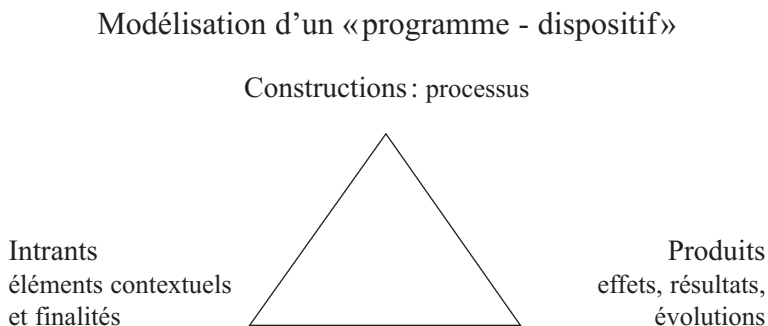 Modélisation d’un «programme - dispositif»
Constructions : processus
Intrants
éléments contextuels
et finalités
Produits
effets, résultats,
évolutions